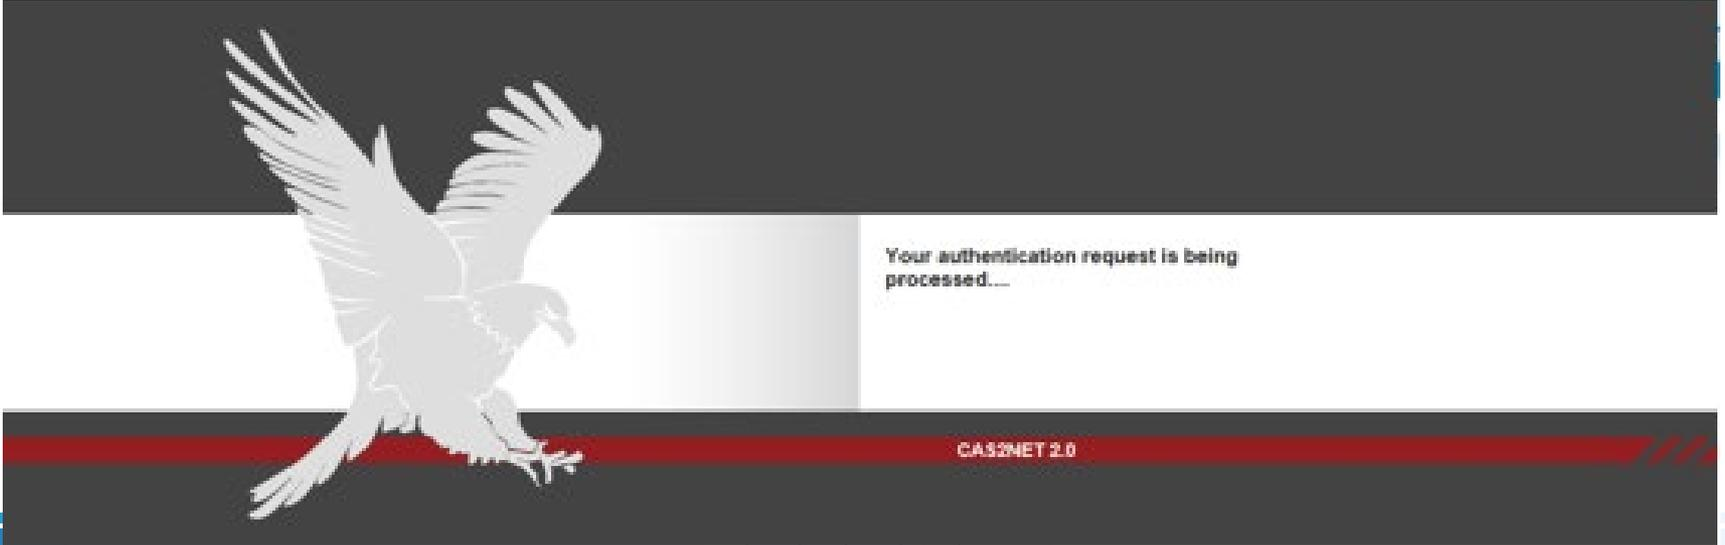 Your authentication request is being
processed....
CAS2NET 2.0